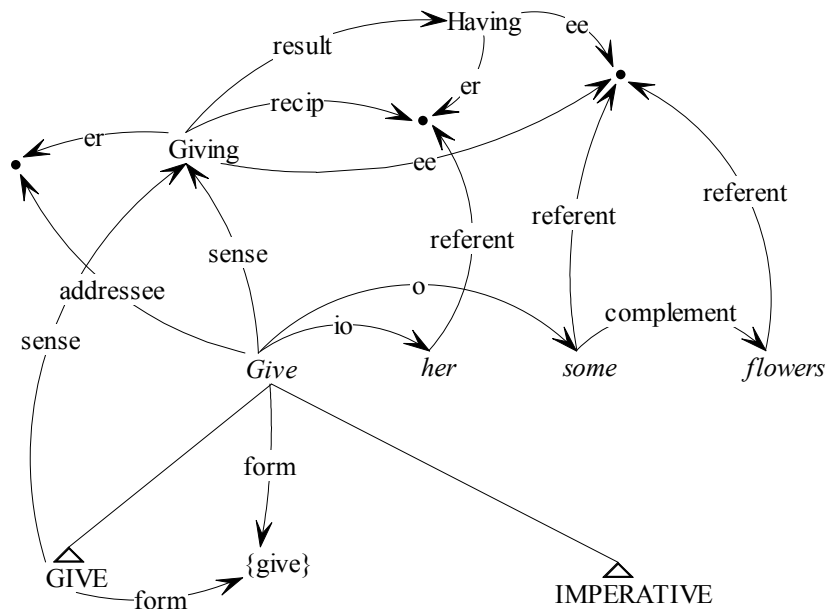 Having
ee
result
er
recip
er
Giving
ee
referent
referent
referent
sense
addressee
o
complement
sense
io
Give
her
some
flowers
form
{give}
GIVE
IMPERATIVE
form